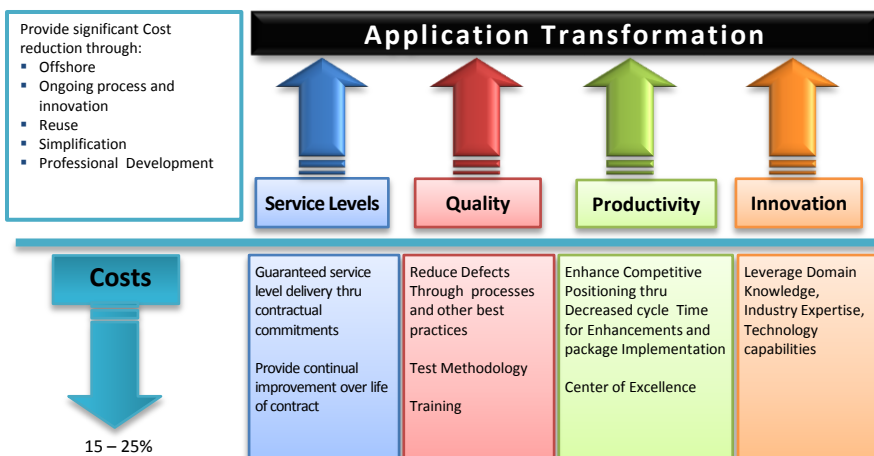 Provide significant Cost
reduction through:
▪ Offshore
▪ Ongoing process and
innovation
▪ Reuse
▪ Simplification
▪ Professional Development
Application Transformation
Service Levels
Quality
Productivity
Innovation
Costs
15 – 25%
Guaranteed service
level delivery thru
contractual
commitments
Provide continual
improvement over life
of contract
Reduce Defects
Through processes
and other best
practices
Test Methodology
Training
Enhance Competitive
Positioning thru
Decreased cycle Time
for Enhancements and
package Implementation
Center of Excellence
Leverage Domain
Knowledge,
Industry Expertise,
Technology
capabilities